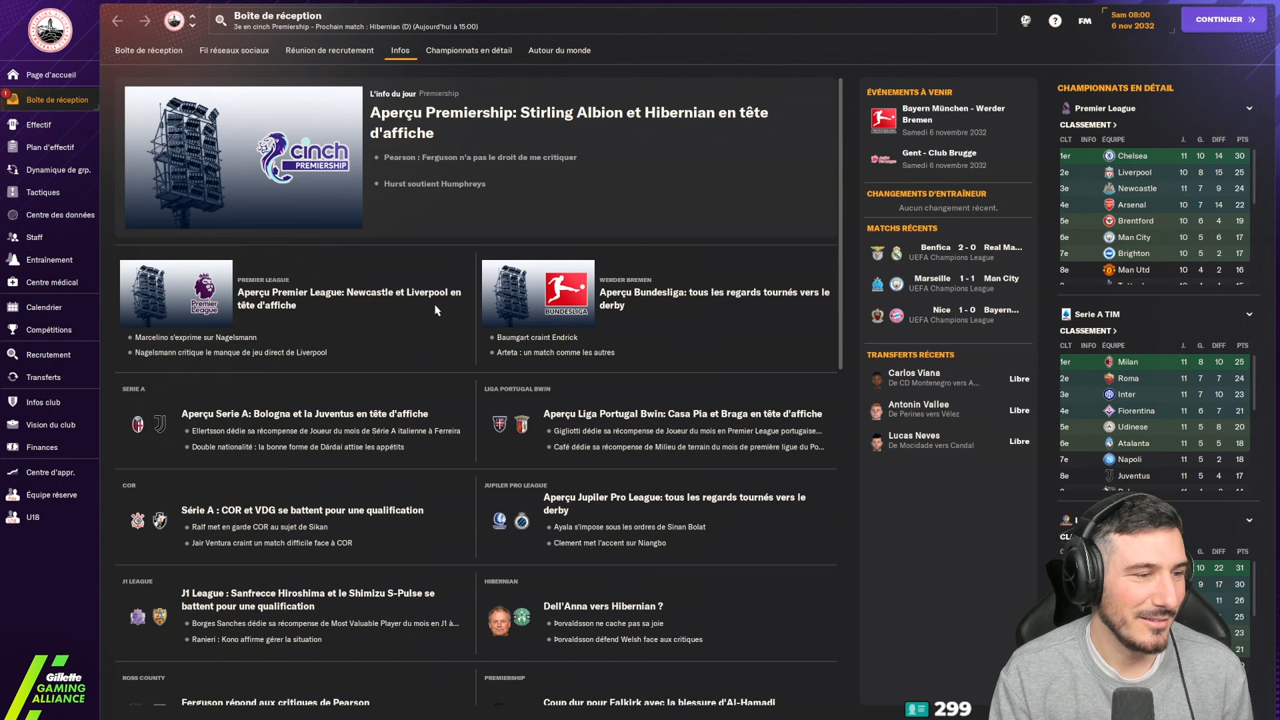 Boîte de réception
3e en cinch Premiership - Prochain match : Hibernian (D) (Aujourd'hui à 15:00)
FM
Sam 08:00
6 nov 2032
CONTINUER
Boîte de réception
Fil réseaux sociaux
Réunion de recrutement
Infos
Championnats en détail
Autour du monde
Page d'accueil
1
Boîte de réception
Effectif
Plan d'effectif
Dynamique de grp.
Tactiques
Centre des données
Staff
Entraînement
Centre médical
Calendrier
Compétitions
Recrutement
Transferts
Infos club
Vision du club
Finances
Centre d'appr.
Équipe réserve
U18
Gillette
GAMING
ALLIANCE
cinch
PREMIERSHIP
L'info du jour Premiership
Aperçu Premiership: Stirling Albion et Hibernian en tête
d'affiche
Pearson : Ferguson n'a pas le droit de me critiquer
Hurst soutient Humphreys
Premier League
PREMIER LEAGUE
Aperçu Premier League: Newcastle et Liverpool en
tête d'affiche
Marcelino s'exprime sur Nagelsmann
Nagelsmann critique le manque de jeu direct de Liverpool
BUNDESLIGA
WERDER BREMEN
Aperçu Bundesliga: tous les regards tournés vers le
derby
Baumgart craint Endrick
Arteta : un match comme les autres
SERIE A
Aperçu Serie A: Bologna et la Juventus en tête d'affiche
Ellertsson dédie sa récompense de Joueur du mois de Série A italienne à Ferreira
Double nationalité : la bonne forme de Dárdai attise les appétits
LIGA PORTUGAL BWIN
Aperçu Liga Portugal Bwin: Casa Pia et Braga en tête d'affiche
Gigliotti dédie sa récompense de Joueur du mois en Premier League portugaise...
Café dédie sa récompense de Milieu de terrain du mois de première ligue du Po...
COR
Série A : COR et VDG se battent pour une qualification
Ralf met en garde COR au sujet de Sikan
Jair Ventura craint un match difficile face à COR
JUPILER PRO LEAGUE
Aperçu Jupiler Pro League: tous les regards tournés vers le
derby
Ayala s'impose sous les ordres de Sinan Bolat
Clement met l'accent sur Niangbo
J1 LEAGUE
J1 League : Sanfrecce Hiroshima et le Shimizu S-Pulse se
battent pour une qualification
Borges Sanches dédie sa récompense de Most Valuable Player du mois en J1 à...
Ranieri : Kono affirme gérer la situation
HIBERNIAN
Dell'Anna vers Hibernian ?
Þorvaldsson ne cache pas sa joie
Þorvaldsson défend Welsh face aux critiques
ROSS COUNTY
Ferguson répond aux critiques de Pearson
PREMIERSHIP
Coup dur pour Falkirk avec la blessure d'Al-Hamadi
ÉVÉNEMENTS À VENIR
Bayern München - Werder
Bremen
Samedi 6 novembre 2032
Gent - Club Brugge
Samedi 6 novembre 2032
CHANGEMENTS D'ENTRAÎNEUR
Aucun changement récent.
MATCHS RÉCENTS
Benfica 2 - 0 Real Ma...
UEFA Champions League
Marseille 1 - 1 Man City
UEFA Champions League
Nice 1 - 0 Bayern...
UEFA Champions League
TRANSFERTS RÉCENTS
Carlos Viana
De CD Montenegro vers A...
Libre
Antonin Vallee
De Perines vers Vélez
Libre
Lucas Neves
De Mocidade vers Candal
Libre
299
CHAMPIONNATS EN DÉTAIL
Premier League
CLASSEMENT
CLT INFO ÉQUIPE J. G. DIFF PTS
1er Chelsea 11 10 14 30
2e Liverpool 10 8 15 25
3e Newcastle 11 7 9 24
4e Arsenal 10 7 14 22
5e Brentford 10 6 4 19
6e Man City 10 5 6 17
7e Brighton 10 5 2 17
8e Man Utd 10 4 2 16
Serie A TIM
CLASSEMENT
CLT INFO ÉQUIPE J. G. DIFF PTS
1er Milan 11 8 10 25
2e Roma 11 7 7 24
3e Inter 11 7 10 23
4e Fiorentina 11 6 7 21
5e Udinese 11 5 8 20
6e Atalanta 11 5 5 18
7e Napoli 11 5 2 18
8e Juventus 11 5 4 17
G. DIFF PTS
10 22 31
9 17 30
11 26
25
23
21